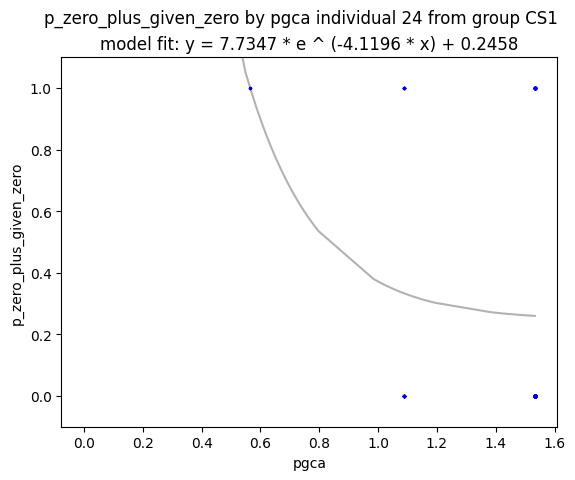 p_zero_plus_given_zero by pgca individual 24 from group CS1
model fit: y = 7.7347 * e ^ (-4.1196 * x) + 0.2458
1.0
0.8
0.6
0.4
0.2
0.0
p_zero_plus_given_zero
0.0 0.2 0.4 0.6 0.8 1.0 1.2 1.4 1.6
pgca